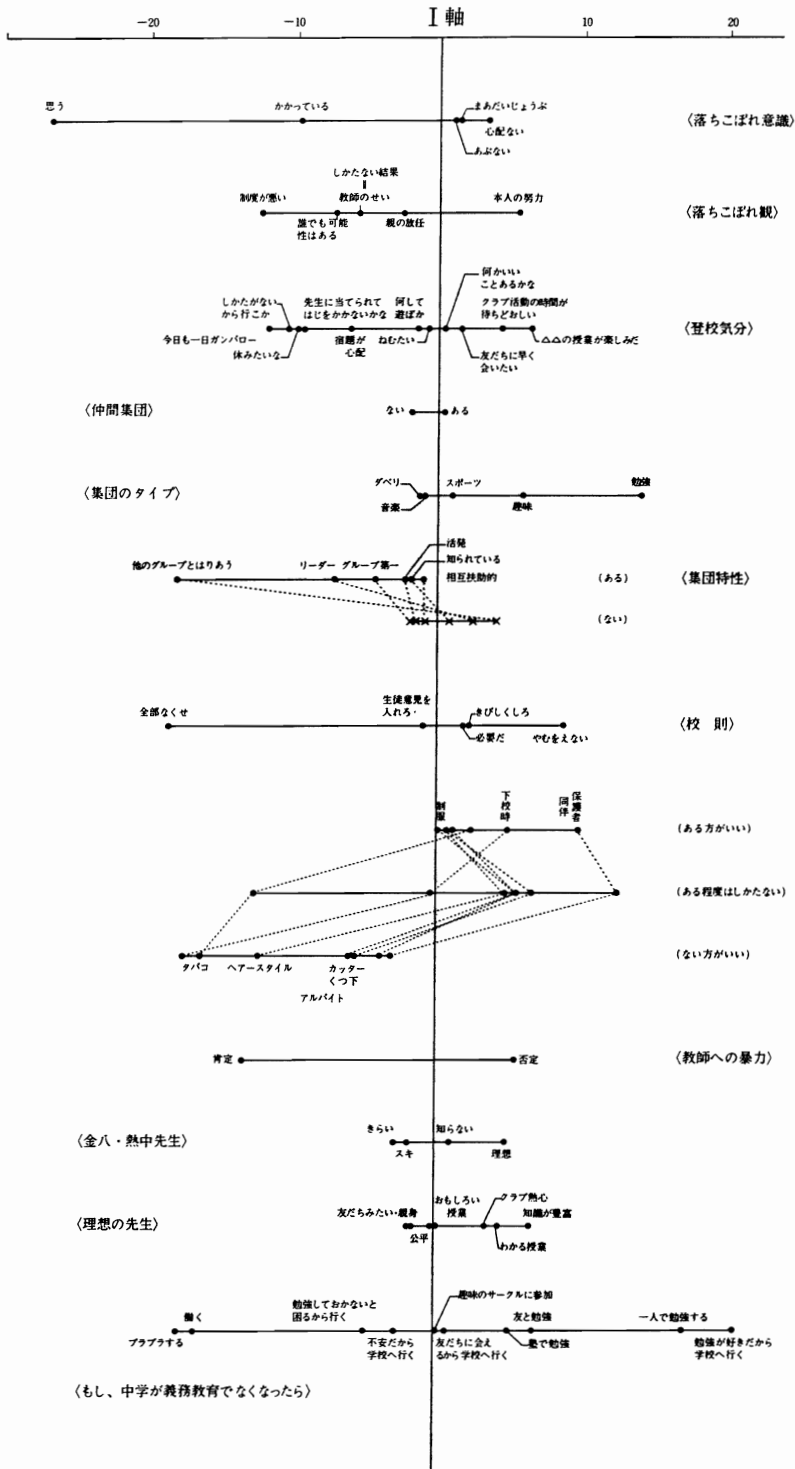 I 軸
−20 −10 10 20
思う
かかっている
まあだいじょうぶ
心配ない
あぶない
〈落ちこぼれ意識〉
しかたない結果
制度が悪い
教師のせい
本人の努力
誰でも可能
性はある
親の放任
〈落ちこぼれ観〉
何かいい
ことあるかな
しかたがない
から行こか
先生に当てられて
はじをかかないかな
何して
遊ぼか
クラブ活動の時間が
待ちどおしい
今日も一日ガンバロー
休みたいな
宿題が
心配
ねむたい
友だちに早く
会いたい
△△の授業が楽しみだ
〈登校気分〉
〈仲間集団〉
ない
ある
〈集団のタイプ〉
ダベリ
音楽
スポーツ
趣味
勉強
活発
知られている
他のグループとはりあう
リーダー
グループ第一
相互扶助的
(ある)
〈集団特性〉
(ない)
全部なくせ
生徒意見を
入れろ・
きびしくしろ
必要だ
やむをえない
〈校 則〉
制服
下校時
保護者
同伴
(ある方がいい)
(ある程度はしかたない)
(ない方がいい)
タバコ
ヘアースタイル
カッター
くつ下
アルバイト
肯定
否定
〈教師への暴力〉
〈金八・熱中先生〉
きらい
スキ
知らない
理想
〈理想の先生〉
友だちみたい・親身
公平
おもしろい
授業
クラブ熱心
知識が豊富
わかる授業
趣味のサークルに参加
働く
ブラブラする
勉強しておかないと
困るから行く
不安だから
学校へ行く
友だちに会え
るから学校へ行く
友と勉強
塾で勉強
一人で勉強する
勉強が好きだから
学校へ行く
〈もし、中学が義務教育でなくなったら〉